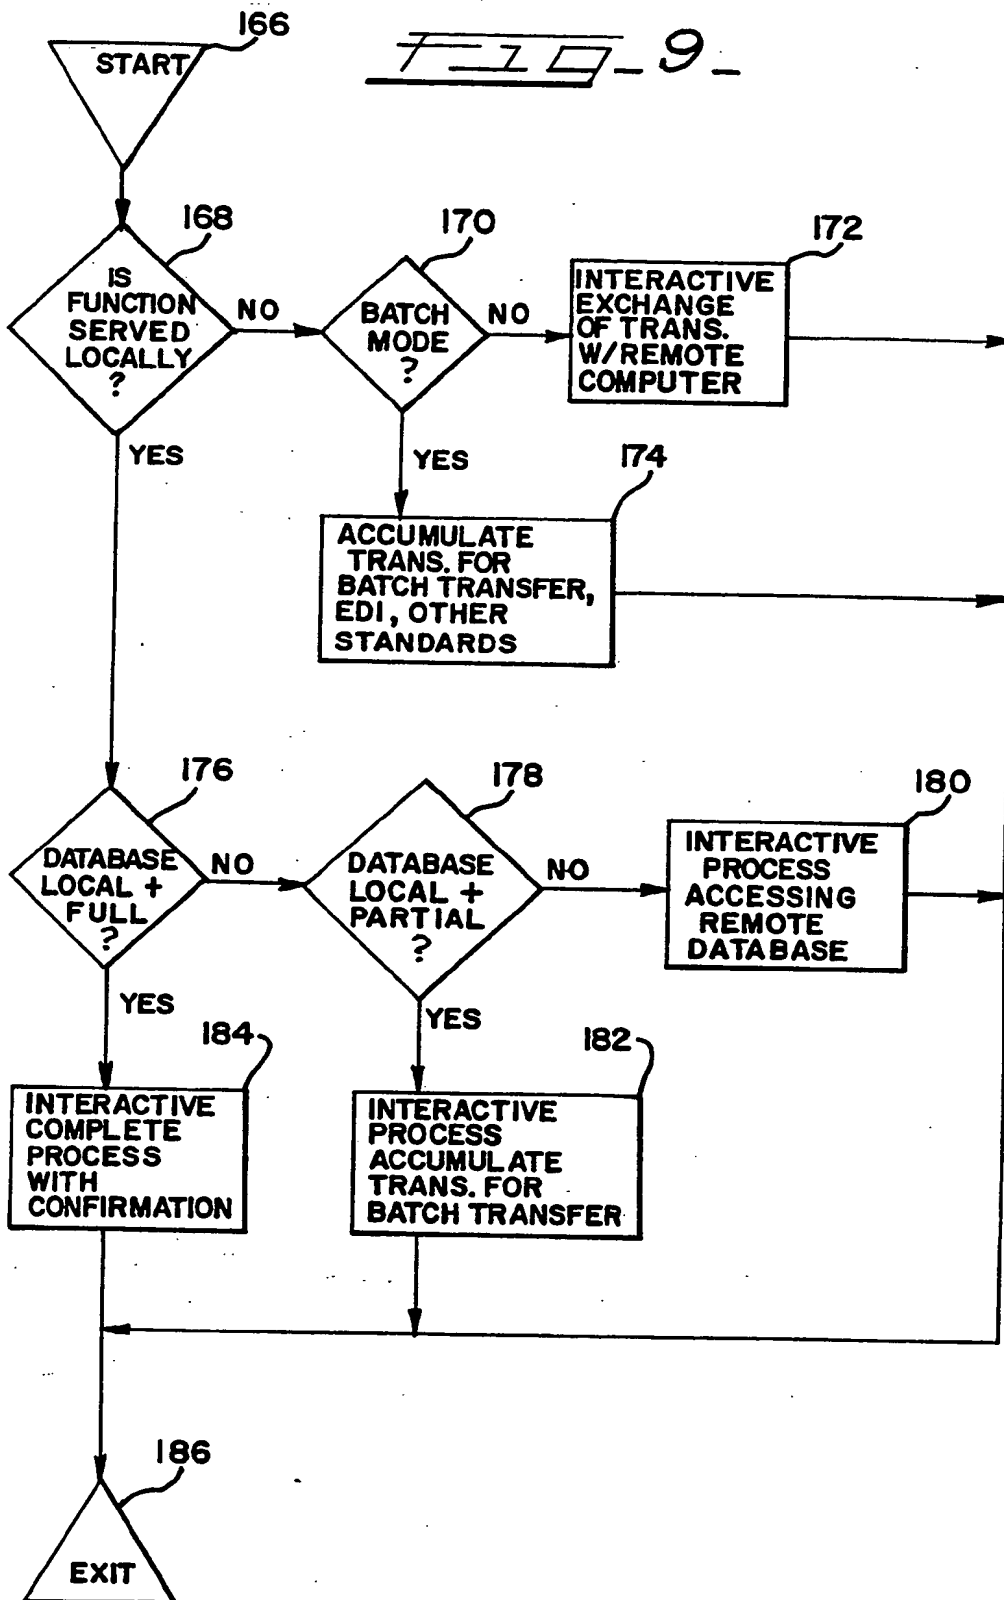 166
Fig_9_
START
168
IS
FUNCTION
SERVED
LOCALLY
?
NO
YES
170
BATCH
MODE
?
NO
YES
172
INTERACTIVE
EXCHANGE
OF TRANS.
W/REMOTE
COMPUTER
174
ACCUMULATE
TRANS. FOR
BATCH TRANSFER,
EDI, OTHER
STANDARDS
176
DATABASE
LOCAL +
FULL
?
NO
YES
178
DATABASE
LOCAL +
PARTIAL
?
NO
YES
180
INTERACTIVE
PROCESS
ACCESSING
REMOTE
DATABASE
184
INTERACTIVE
COMPLETE
PROCESS
WITH
CONFIRMATION
182
INTERACTIVE
PROCESS
ACCUMULATE
TRANS. FOR
BATCH TRANSFER
186
EXIT